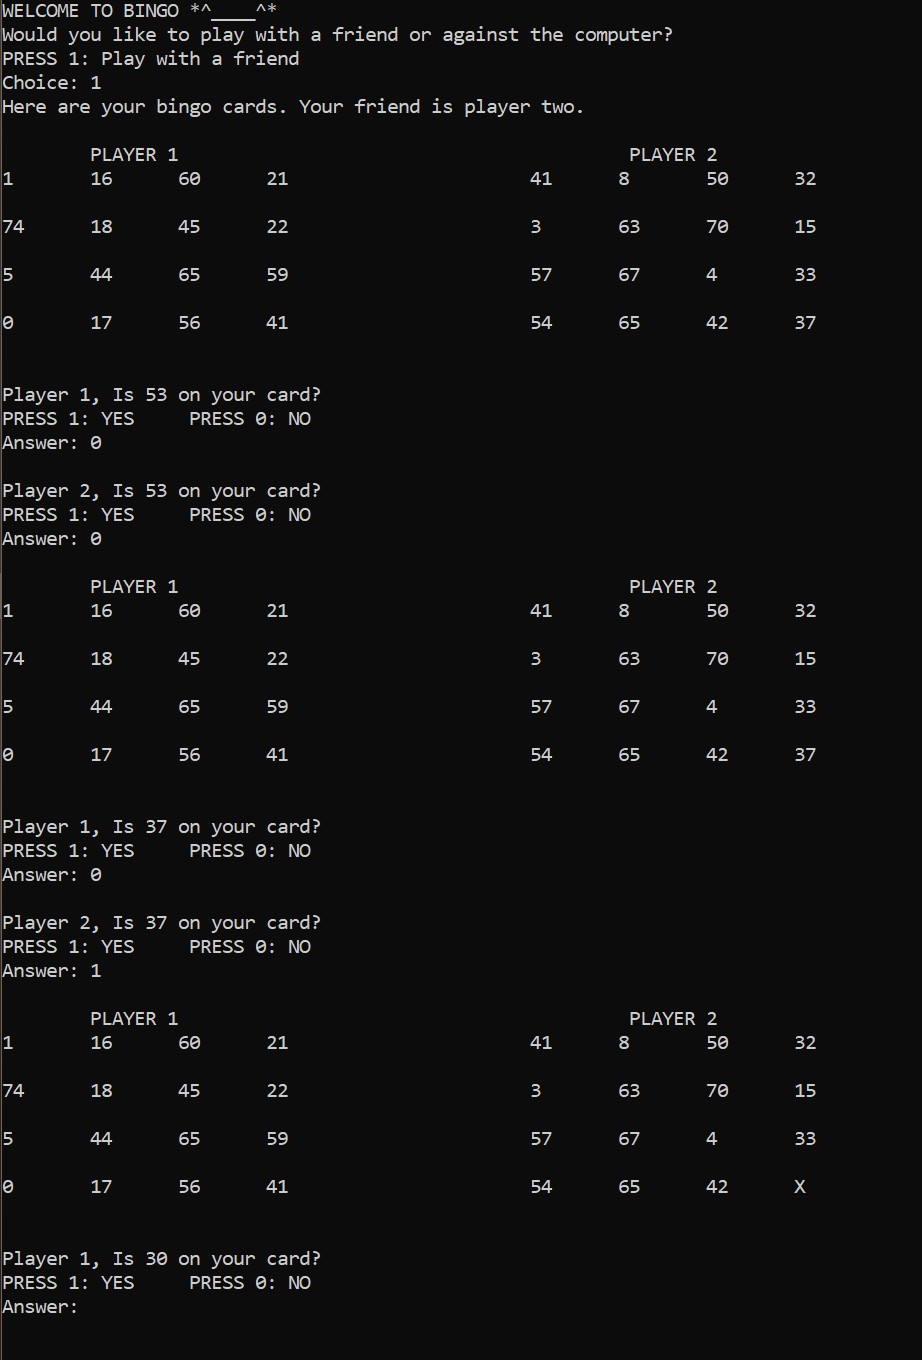 WELCOME TO BINGO *^____^*
Would you like to play with a friend or against the computer?
PRESS 1: Play with a friend
Choice: 1
Here are your bingo cards. Your friend is player two.
PLAYER 1 PLAYER 2
1 16 60 21 41 8 50 32
74 18 45 22 3 63 70 15
5 44 65 59 57 67 4 33
0 17 56 41 54 65 42 37
Player 1, Is 53 on your card?
PRESS 1: YES PRESS 0: NO
Answer: 0
Player 2, Is 53 on your card?
PRESS 1: YES PRESS 0: NO
Answer: 0
PLAYER 1 PLAYER 2
1 16 60 21 41 8 50 32
74 18 45 22 3 63 70 15
5 44 65 59 57 67 4 33
0 17 56 41 54 65 42 37
Player 1, Is 37 on your card?
PRESS 1: YES PRESS 0: NO
Answer: 0
Player 2, Is 37 on your card?
PRESS 1: YES PRESS 0: NO
Answer: 1
PLAYER 1 PLAYER 2
1 16 60 21 41 8 50 32
74 18 45 22 3 63 70 15
5 44 65 59 57 67 4 33
0 17 56 41 54 65 42 X
Player 1, Is 30 on your card?
PRESS 1: YES PRESS 0: NO
Answer: